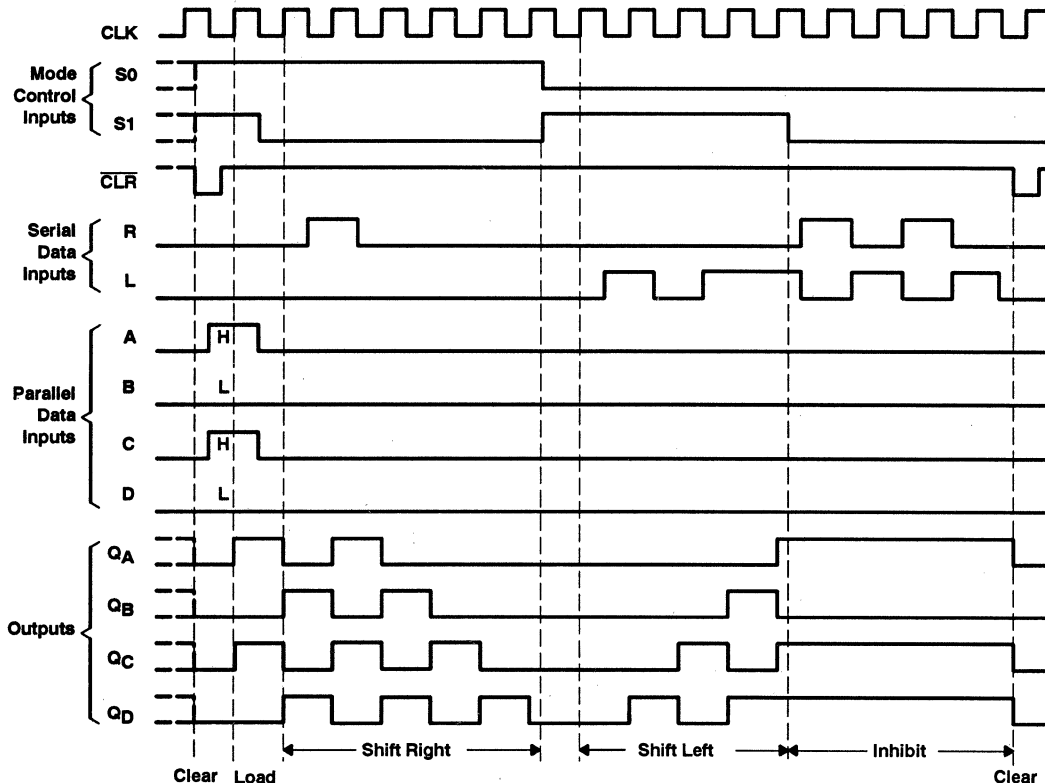 CLK
Mode
Control
Inputs
S0
S1
CLR
Serial
Data
Inputs
R
L
Parallel
Data
Inputs
A
H
B
L
C
H
D
L
Outputs
QA
QB
QC
QD
Shift Right
Shift Left
Inhibit
Clear
Load
Clear